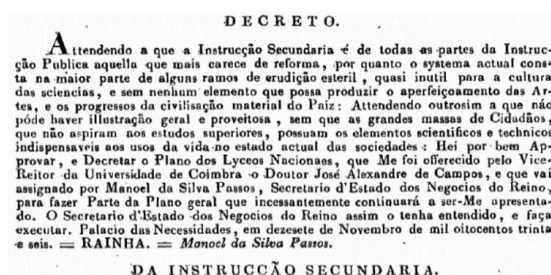 DECRETO.
Attendendo a que a Instrucção Secundaria é de todas as partes da Instruc-
ção Publica aquella que mais carece de reforma, por quanto o systema actual cons-
ta na maior parte de alguns ramos de erudição esteril, quasi inutil para a cultura
das sciencias, e sem nenhum elemento que possa produzir o aperfeiçoamento das Ar-
tes, e os progressos da civilisação material do Paiz: Attendendo outrosim a que não
póde haver illustração geral e proveitosa, sem que as grandes massas de Cidadãos,
que não aspiram aos estudos superiores, possuam os elementos scientificos e technicos
indispensaveis aos usos da vida no estado actual das sociedades: Hei por bem Ap-
provar, e Decretar o Plano dos Lyceos Nacionaes, que Me foi offerecido pelo Vice-
Reitor da Universidade de Coimbra o Doutor José Alexandre de Campos, e que vai
assignado por Manoel da Silva Passos, Secretario d'Estado dos Negocios do Reino,
para fazer Parte da Plano geral que incessantemente continuará a ser-Me apresenta-
do. O Secretario d'Estado dos Negocios do Reino assim o tenha entendido, e faça
executar. Palacio das Necessidades, em dezesete de Novembro de mil oitocentos trinta
e seis. = RAINHA. = Manoel da Silva Passos.
DA INSTRUCÇÃO SECUNDARIA.